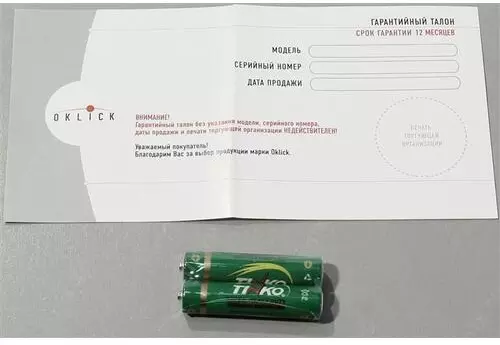 ГАРАНТИЙНЫЙ ТАЛОН
СРОК ГАРАНТИИ 12 МЕСЯЦЕВ
МОДЕЛЬ
СЕРИЙНЫЙ НОМЕР
ДАТА ПРОДАЖИ
OKLICK
ВНИМАНИЕ!
Гарантийный талон без указания модели, серийного номера,
даты продажи и печати торгующей организации НЕДЕЙСТВИТЕЛЕН!
Уважаемый покупатель!
Благодарим Вас за выбор продукции марки Oklick.
ПЕЧАТЬ
ТОРГУЮЩЕЙ
ОРГАНИЗАЦИИ